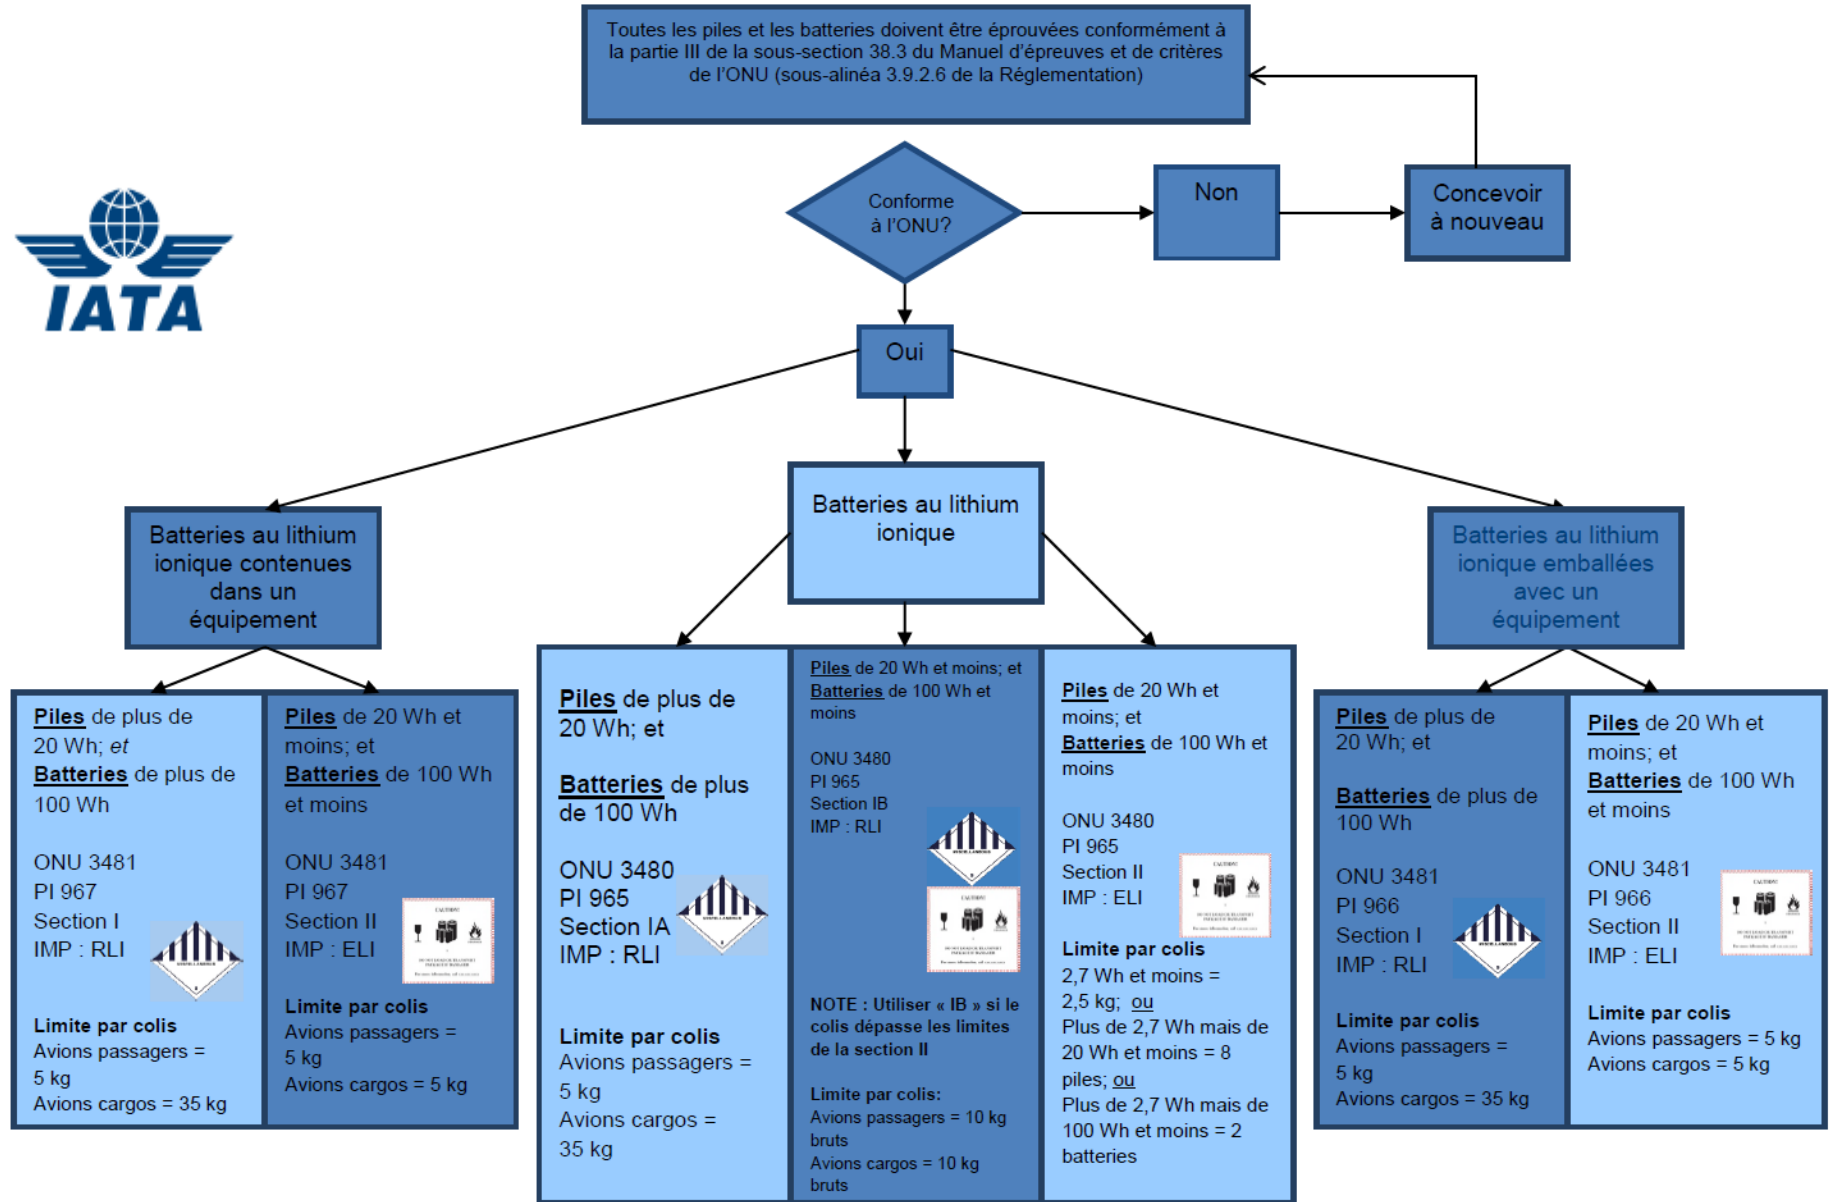 Toutes les piles et les batteries doivent être éprouvées conformément à
la partie III de la sous-section 38.3 du Manuel d'épreuves et de critères
de l'ONU (sous-alinéa 3.9.2.6 de la Réglementation)
Conforme
à l'ONU?
Non
Concevoir
à nouveau
IATA
Oui
Batteries au lithium
ionique contenues
dans un
équipement
Batteries au lithium
ionique
Batteries au lithium
ionique emballées
avec un
équipement
Piles de plus de
20 Wh; et
Batteries de plus de
100 Wh
ONU 3481
PI 967
Section I
IMP : RLI
Limite par colis
Avions passagers =
5 kg
Avions cargos = 35 kg
Piles de 20 Wh et
moins; et
Batteries de 100 Wh
et moins
ONU 3481
PI 967
Section II
IMP : ELI
CAUTION!
Limite par colis
Avions passagers =
5 kg
Avions cargos = 5 kg
Piles de plus de
20 Wh; et
Batteries de plus
de 100 Wh
ONU 3480
PI 965
Section IA
IMP : RLI
Limite par colis
Avions passagers =
5 kg
Avions cargos =
35 kg
Piles de 20 Wh et moins; et
Batteries de 100 Wh et
moins
ONU 3480
PI 965
Section IB
IMP : RLI
CAUTION!
NOTE : Utiliser « IB » si le
colis dépasse les limites
de la section II
Limite par colis:
Avions passagers = 10 kg
bruts
Avions cargos = 10 kg
bruts
Piles de 20 Wh et
moins; et
Batteries de 100 Wh et
moins
ONU 3480
PI 965
Section II
IMP : ELI
CAUTION!
Limite par colis
2,7 Wh et moins =
2,5 kg; ou
Plus de 2,7 Wh mais de
20 Wh et moins = 8
piles; ou
Plus de 2,7 Wh mais de
100 Wh et moins = 2
batteries
Piles de plus de
20 Wh; et
Batteries de plus de
100 Wh
ONU 3481
PI 966
Section I
IMP : RLI
Limite par colis
Avions passagers =
5 kg
Avions cargos = 35 kg
Piles de 20 Wh et
moins; et
Batteries de 100 Wh
et moins
ONU 3481
PI 966
Section II
IMP : ELI
CAUTION!
Limite par colis
Avions passagers = 5 kg
Avions cargos = 5 kg